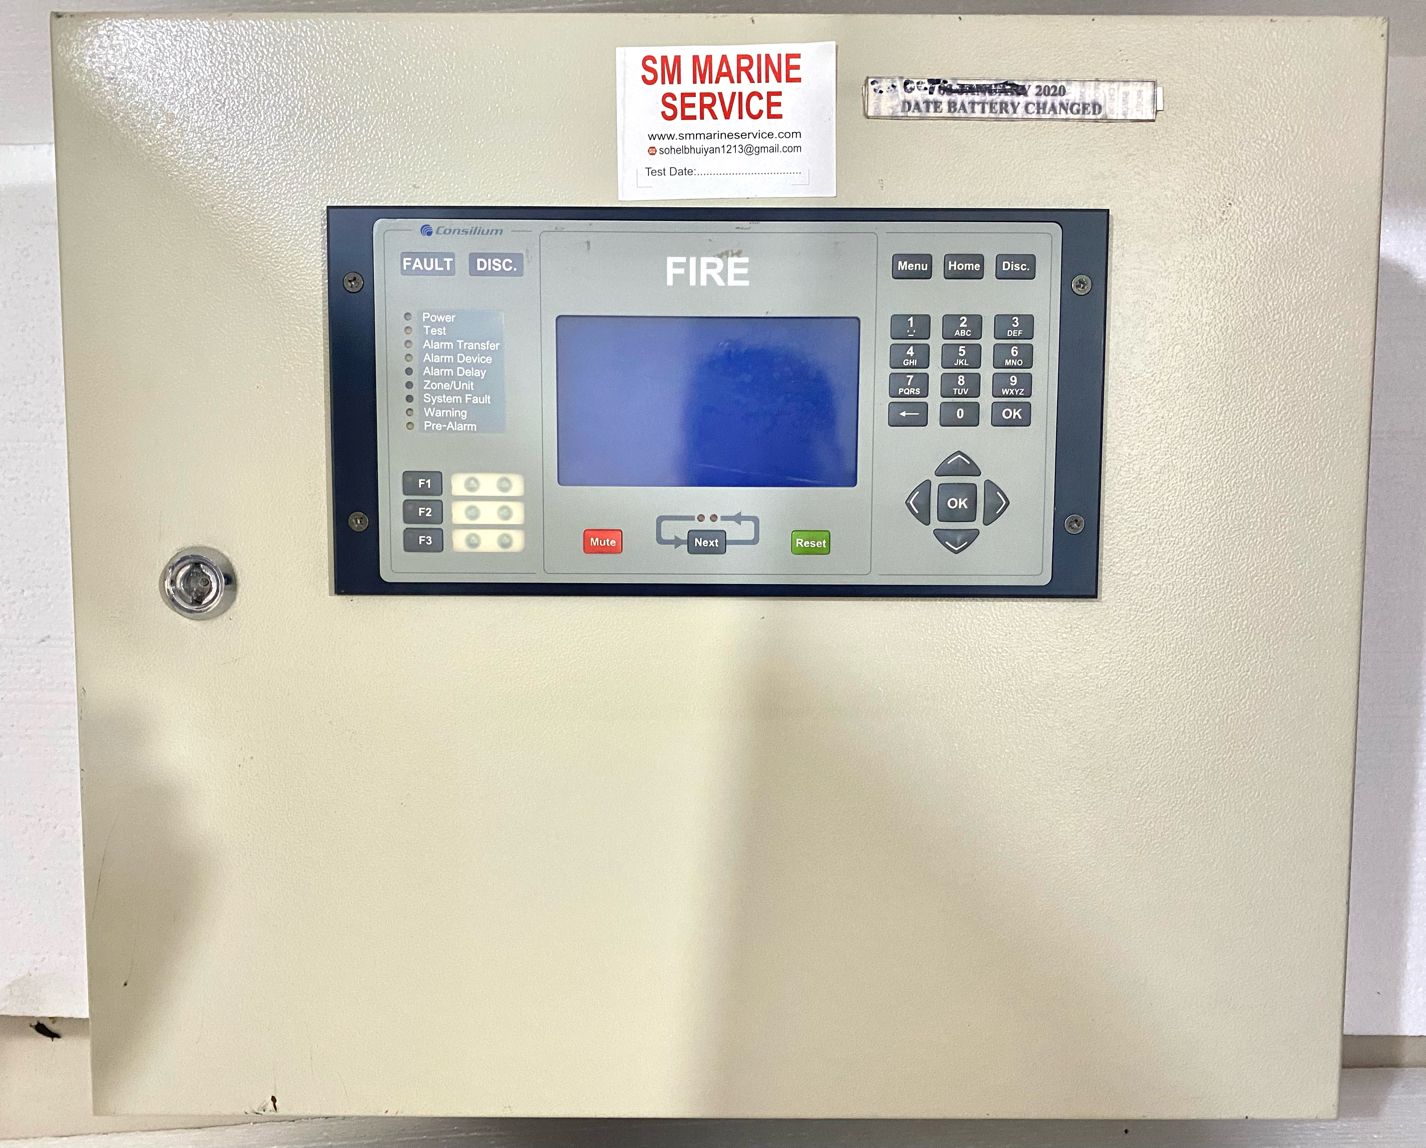 SM MARINE
SERVICE
www.smmarineservice.com
sohelbhuiyan1213@gmail.com
Test Date:................................
JANUARY 2020
DATE BATTERY CHANGED
Consilium
FAULT DISC.
FIRE
Menu Home Disc.
Power
Test
Alarm Transfer
Alarm Device
Alarm Delay
Zone/Unit
System Fault
Warning
Pre-Alarm
1 2 3
ABC DEF
4 5 6
GHI JKL MNO
7 8 9
PQRS TUV WXYZ
0 OK
F1
F2
F3
OK
Mute Next Reset